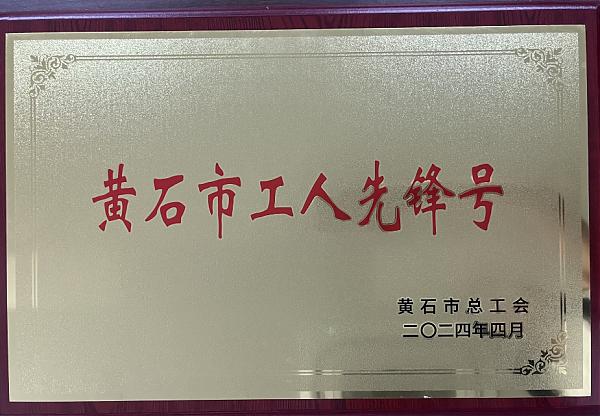 黄石市工人先锋号
黄石市总工会
二〇二四年四月